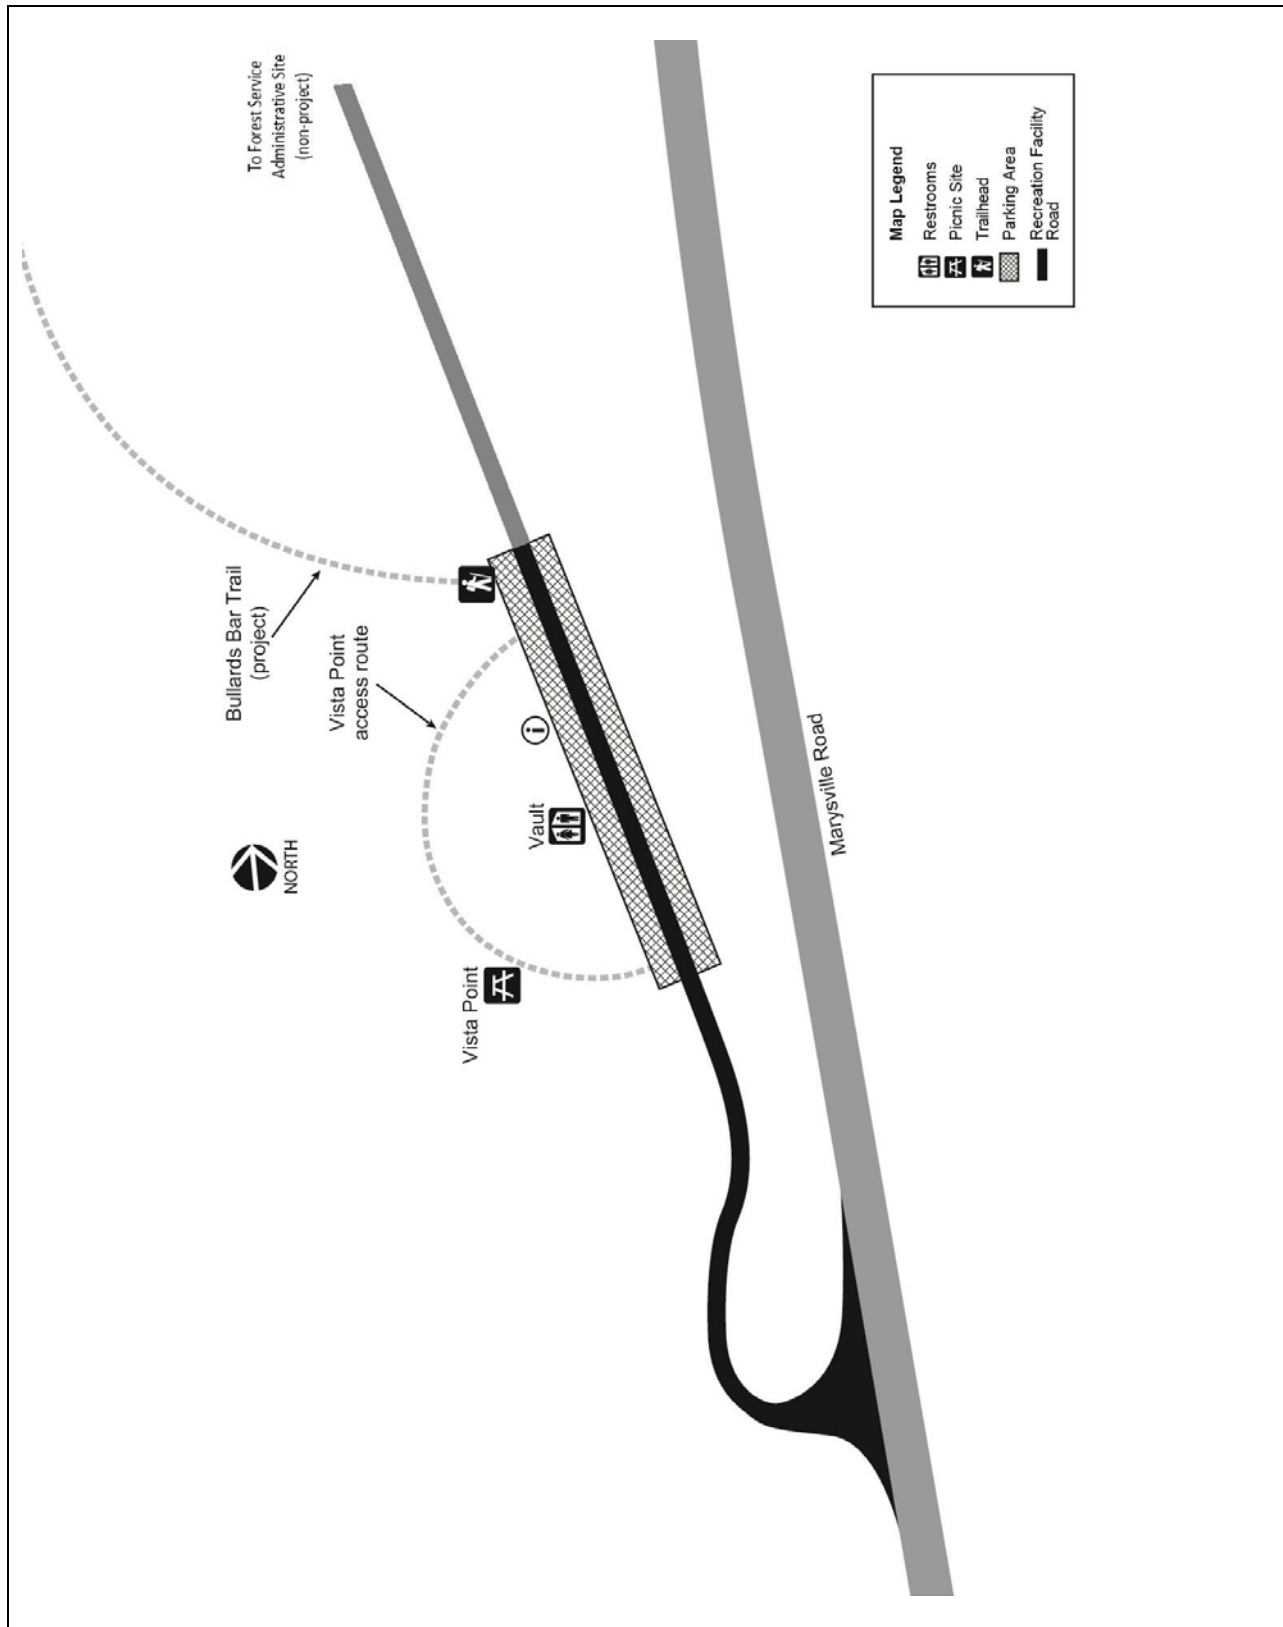 To Forest Service
Administrative Site
(non-project)
Bullards Bar Trail
(project)
Vista Point
access route
NORTH
i
Vault
Vista Point
Marysville Road
Map Legend
Restrooms
Picnic Site
Trailhead
Parking Area
Recreation Facility
Road